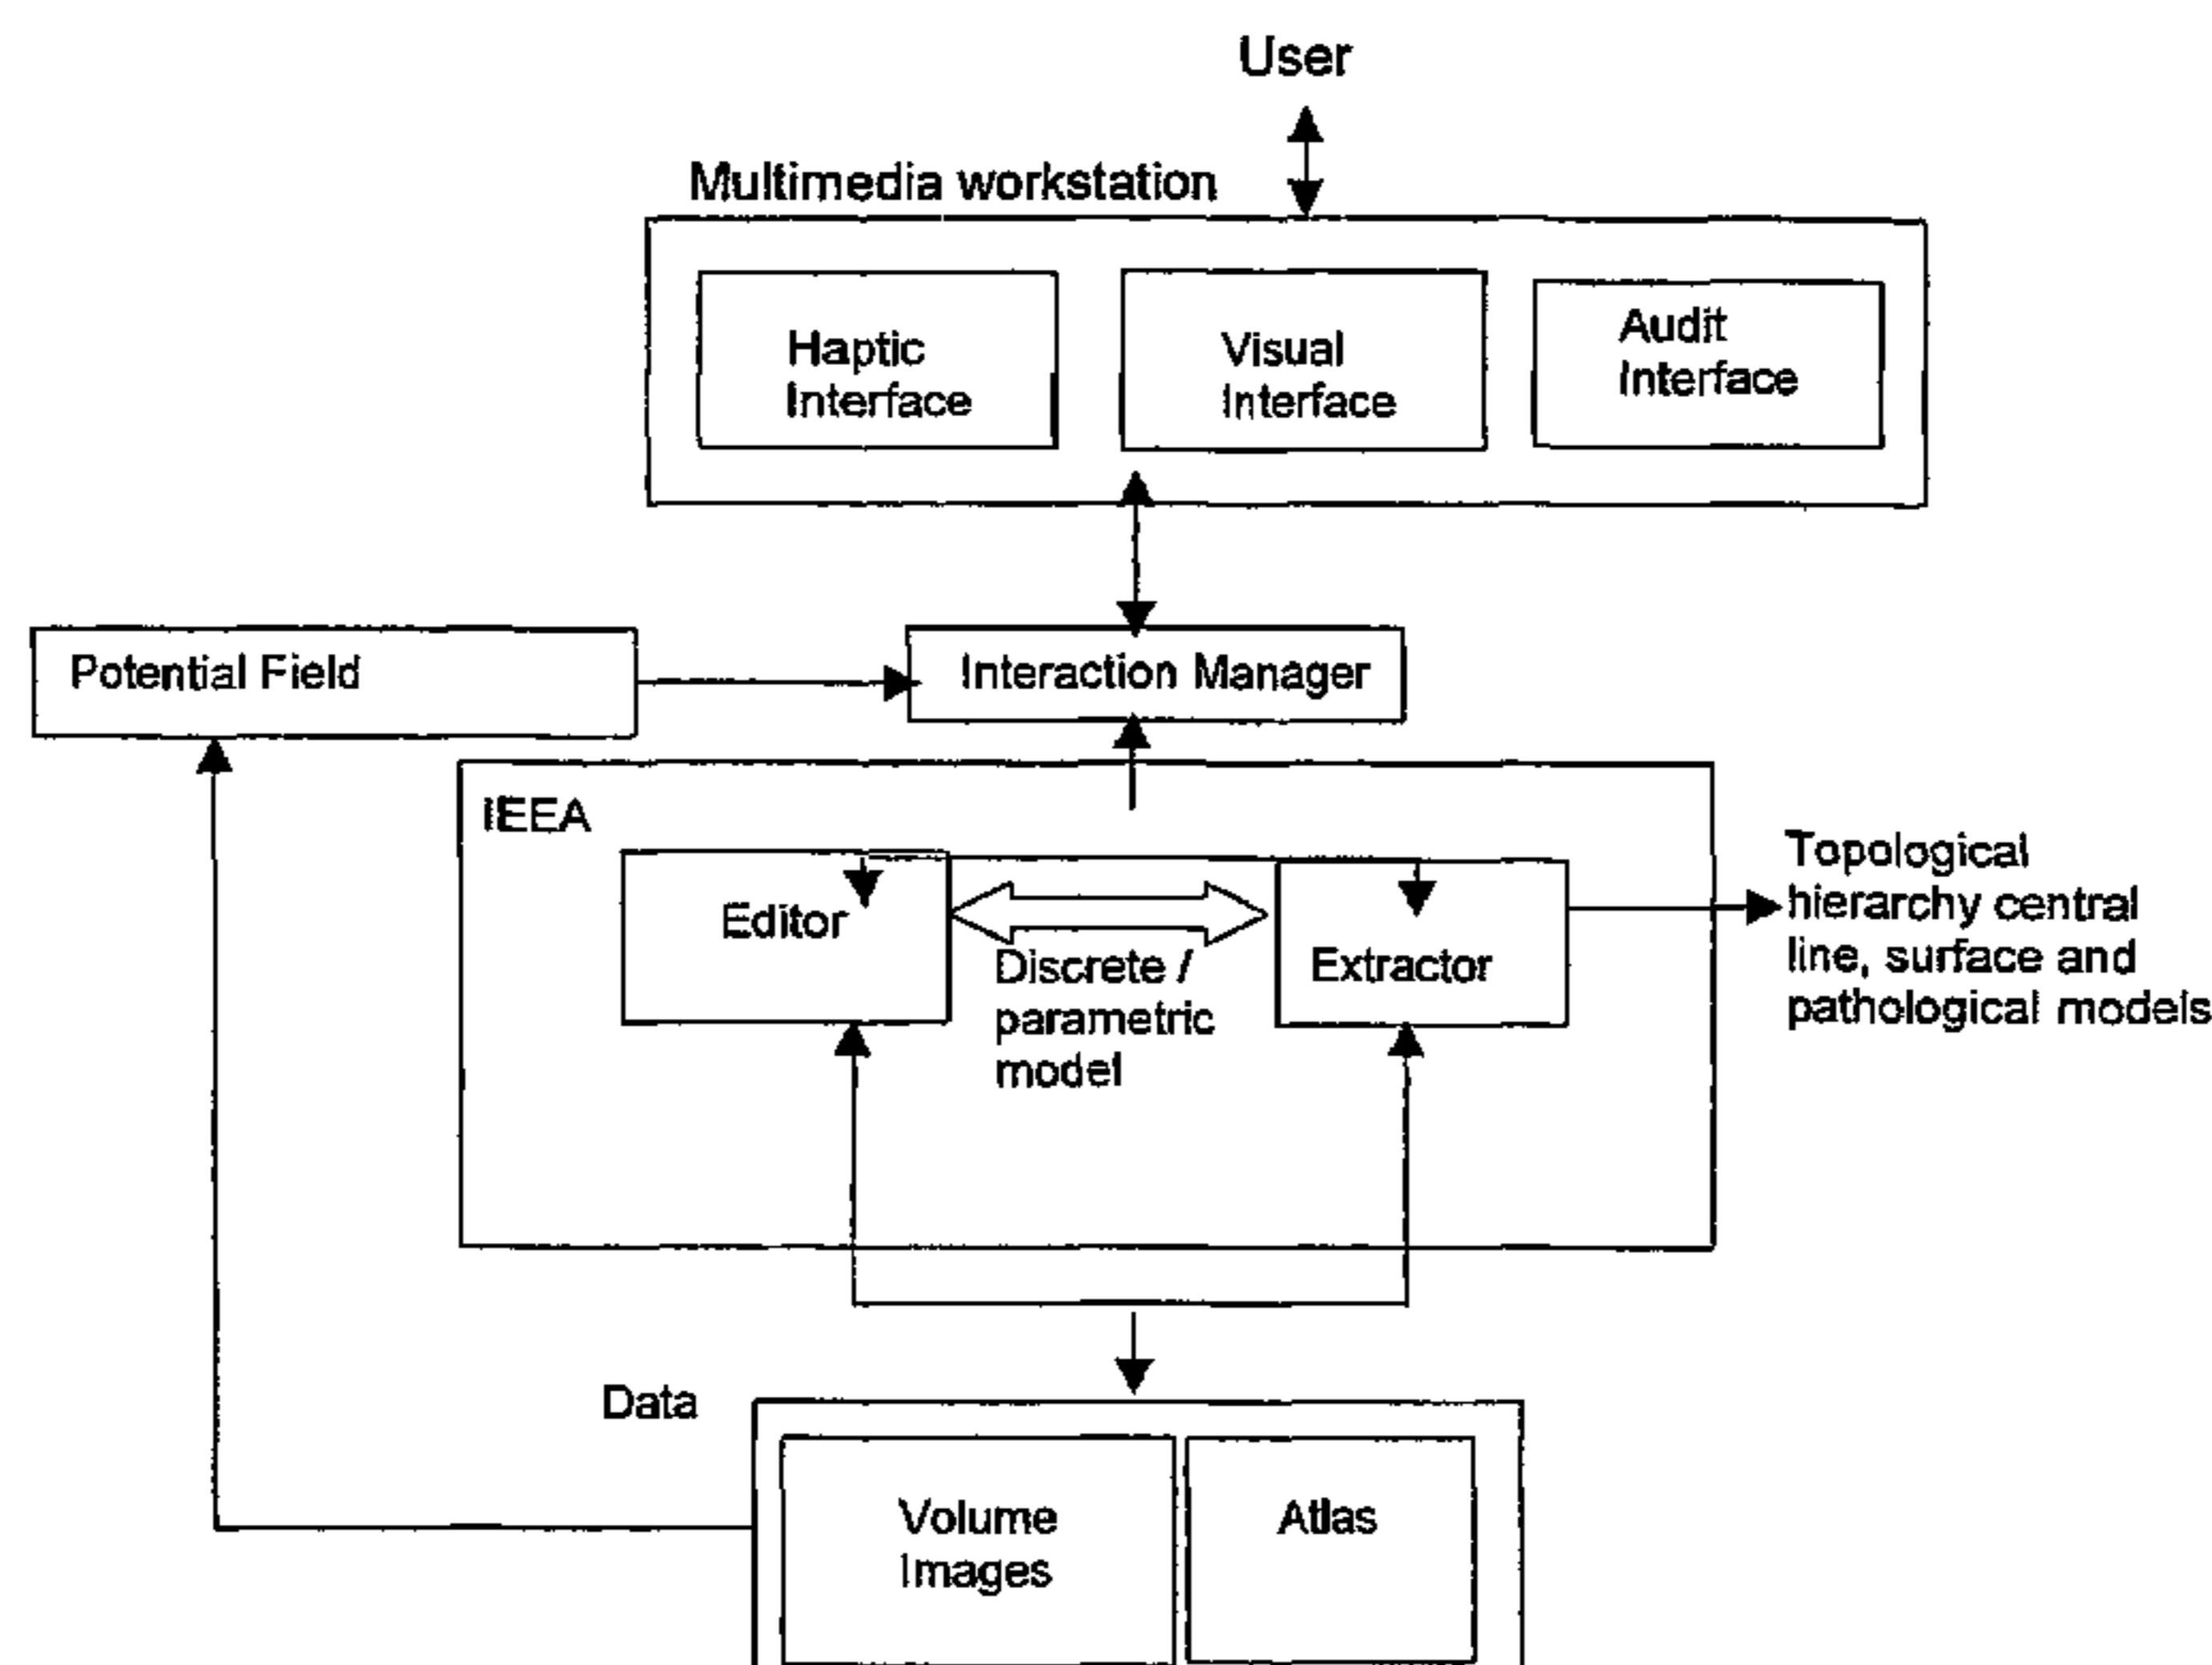 User
Multimedia workstation
Haptic
Interface
Visual
Interface
Audit
Interface
Potential Field
Interaction Manager
IEEA
Editor
Discrete /
parametric
model
Extractor
Topological
hierarchy central
line, surface and
pathological models
Data
Volume
Images
Atlas